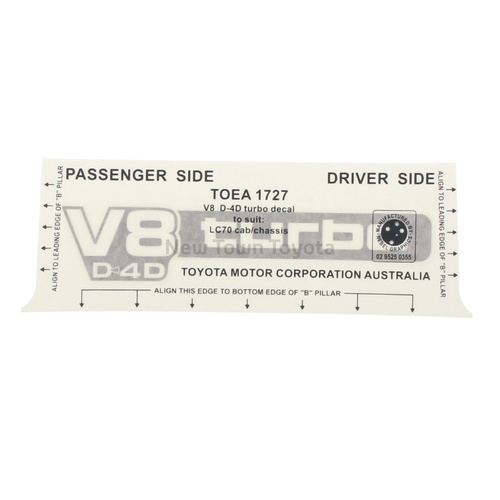 PASSENGER SIDE
DRIVER SIDE
TOEA 1727
V8 D-4D turbo decal
to suit:
LC70 cab/chassis
V8 turbo
D-4D
New Town Toyota
MANUFACTURED BY:
LABEL GRAPH
02 9525 0355
TOYOTA MOTOR CORPORATION AUSTRALIA
ALIGN THIS EDGE TO BOTTOM EDGE OF "B" PILLAR
ALIGN TO LEADING EDGE OF "B" PILLAR
ALIGN TO LEADING EDGE OF "B" PILLAR